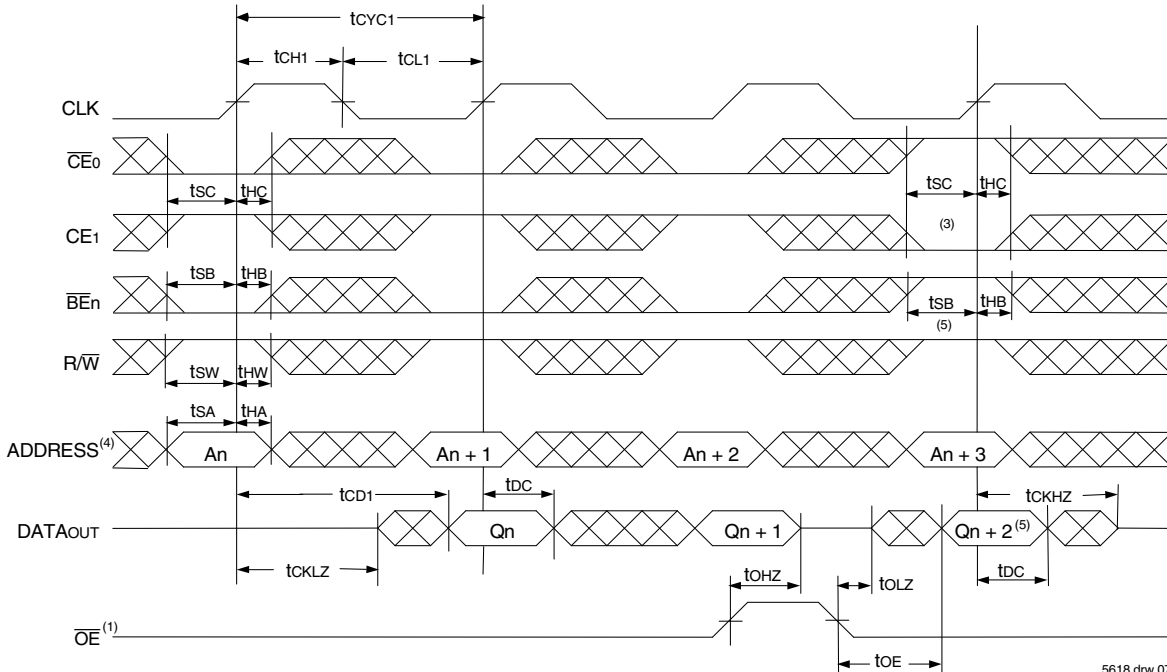 tCYC1
tCH1 tCL1
CLK
CE0
tSC tHC tSC tHC
(3)
CE1
tSB tHB
BEn tSB tHB
(5)
R/W
tSW tHW
tSA tHA
ADDRESS(4) An An + 1 An + 2 An + 3
tCD1 tDC tCKHZ
DATAOUT Qn Qn + 1 Qn + 2(5)
tCKLZ tOHZ tOLZ tDC
OE(1)
tOE
5618 drw 07